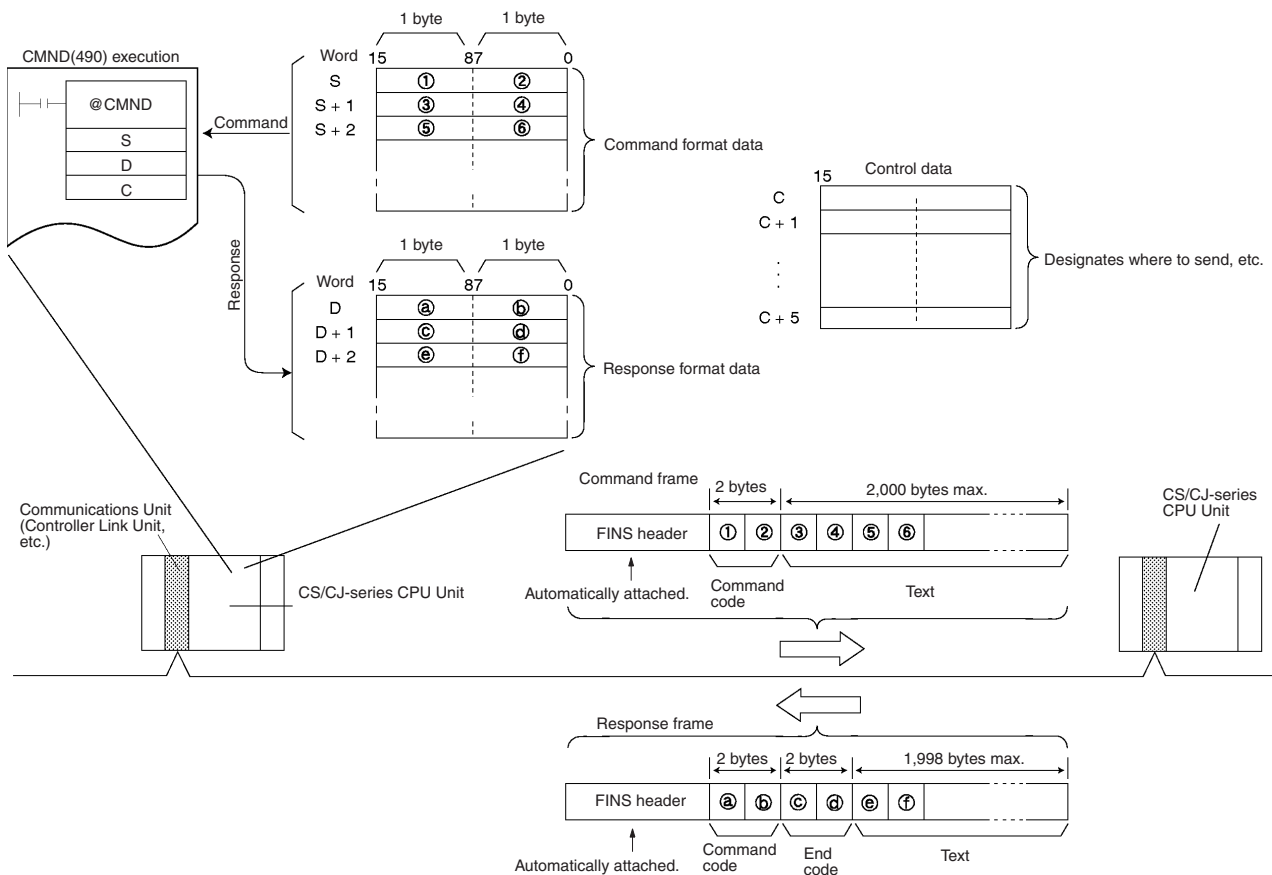 CMND(490) execution
@CMND
S
D
C
Command
Response
1 byte 1 byte
Word 15 87 0
S ① ②
S + 1 ③ ④
S + 2 ⑤ ⑥
Command format data
1 byte 1 byte
Word 15 87 0
D ⓐ ⓑ
D + 1 ⓒ ⓓ
D + 2 ⓔ ⓕ
Response format data
Control data
15
C
C + 1
C + 5
Designates where to send, etc.
Communications Unit
(Controller Link Unit,
etc.)
CS/CJ-series CPU Unit
Command frame
2 bytes 2,000 bytes max.
FINS header ① ② ③ ④ ⑤ ⑥
Automatically attached.
Command
code
Text
CS/CJ-series
CPU Unit
Response frame
2 bytes 2 bytes 1,998 bytes max.
FINS header ⓐ ⓑ ⓒ ⓓ ⓔ ⓕ
Automatically attached.
Command
code
End
code
Text